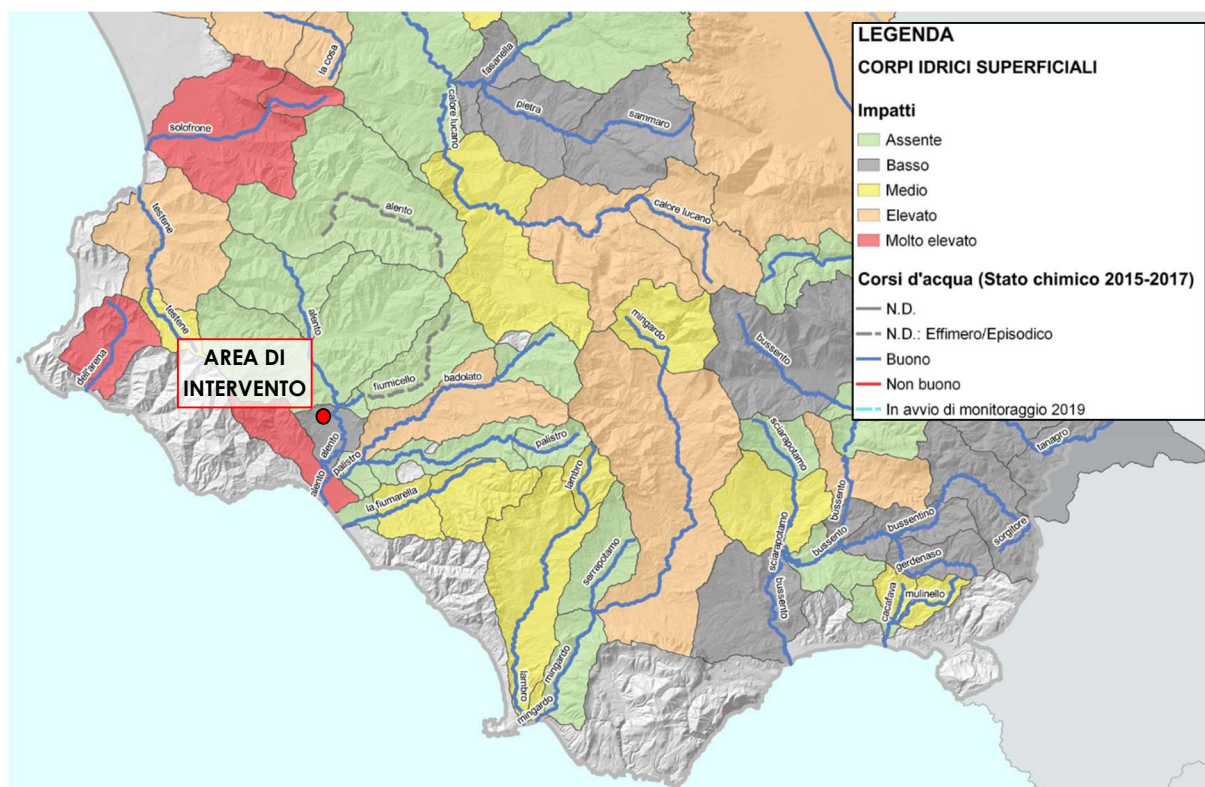 la cosa
fasanella
calore lucano
pietra
sammaro
solofrone
alento
calore lucano
testene
testene
alento
mingardo
bussento
dell'arena
AREA DI
INTERVENTO
fiumicello
badolato
alento
palistro
palistro
alento
la fiumarella
lambro
serrapotamo
sciarapotamo
bussento
tanagro
bussentino
sorgitore
bussento
sciarapotamo
gerdenaso
bussento
cacafava
mulinello
lambro
mingardo
mingardo
LEGENDA
CORPI IDRICI SUPERFICIALI
Impatti
Assente
Basso
Medio
Elevato
Molto elevato
Corsi d'acqua (Stato chimico 2015-2017)
N.D.
N.D.: Effimero/Episodico
Buono
Non buono
In avvio di monitoraggio 2019